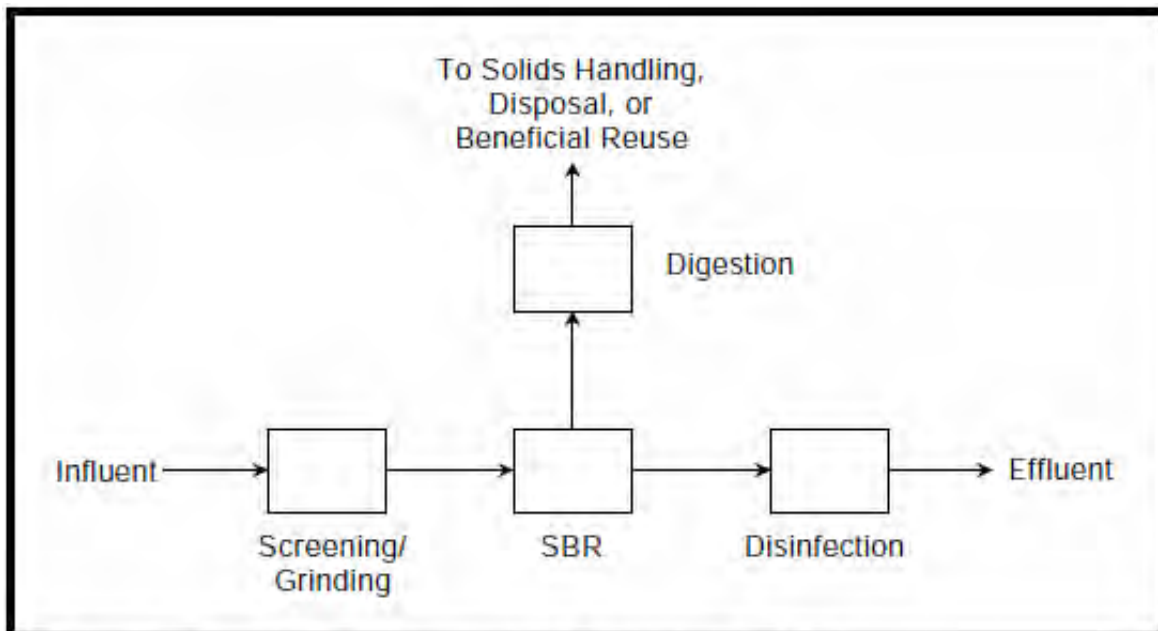 To Solids Handling,
Disposal, or
Beneficial Reuse
Digestion
Influent
Effluent
Screening/
Grinding
SBR
Disinfection